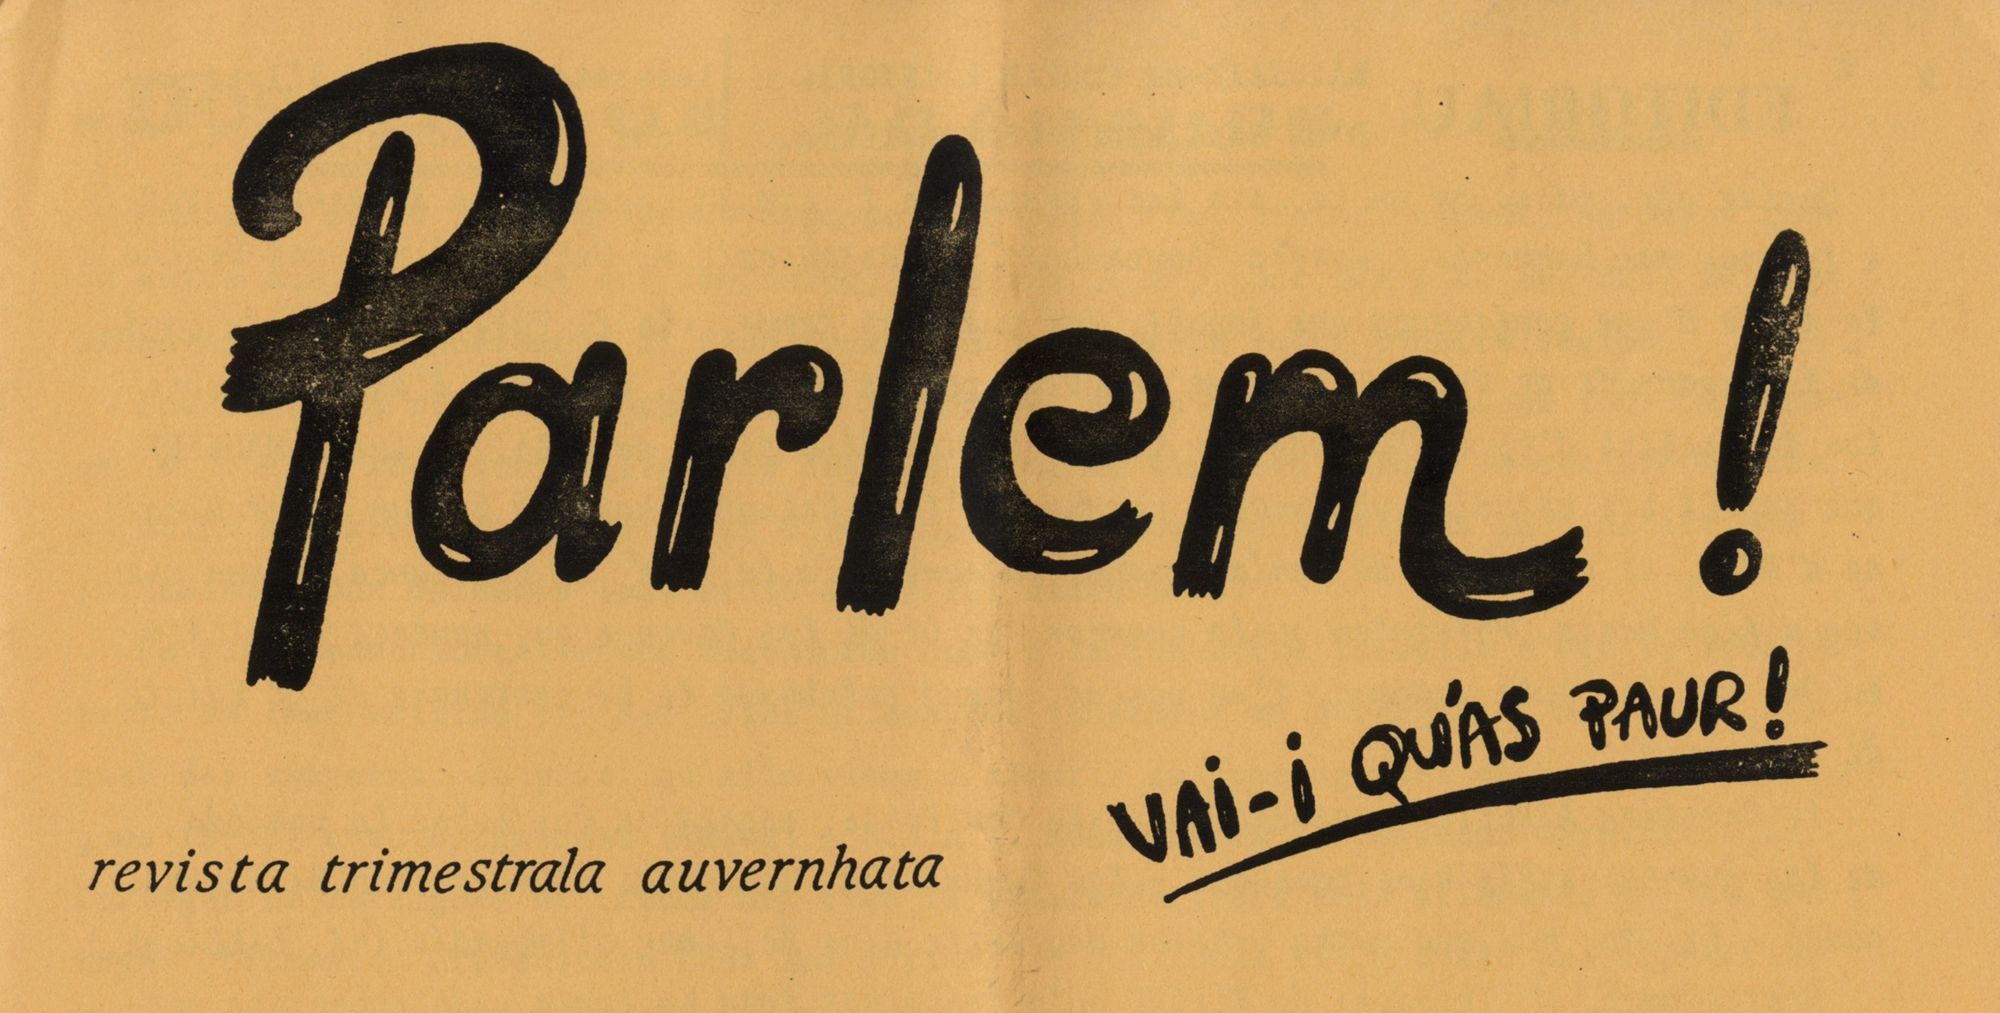 Parlem !
VAi-i QU'AS PAUR !
revista trimestrala auvernhata